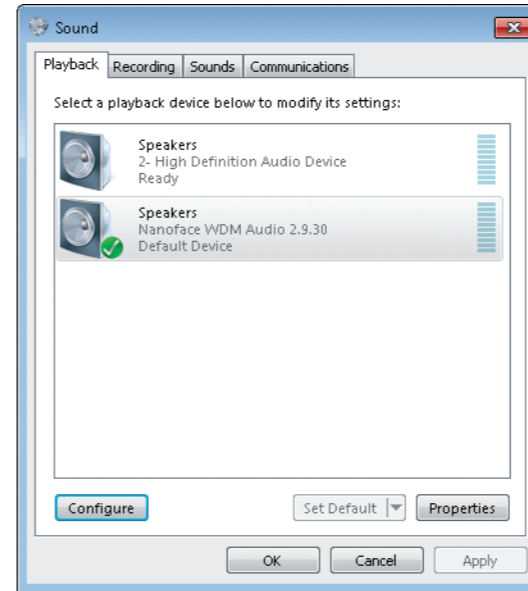 Sound
Playback Recording Sounds Communications
Select a playback device below to modify its settings:
Speakers
2- High Definition Audio Device
Ready
Speakers
Nanoface WDM Audio 2.9.30
Default Device
Configure Set Default Properties
OK Cancel Apply